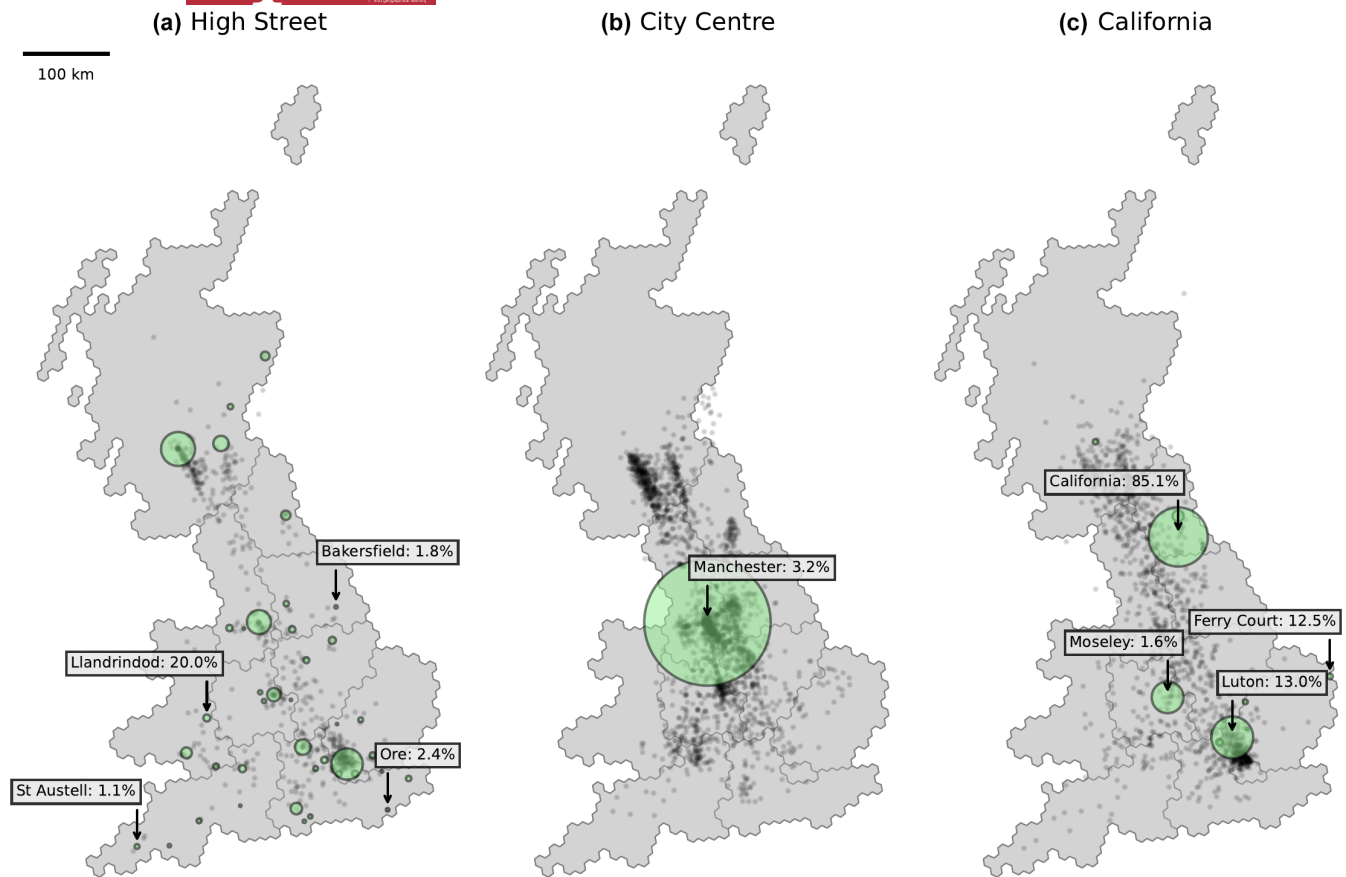 (a) High Street
(b) City Centre
(c) California
100 km
California: 85.1%
Bakersfield: 1.8%
Manchester: 3.2%
Ferry Court: 12.5%
Moseley: 1.6%
Llandrindod: 20.0%
Luton: 13.0%
Ore: 2.4%
St Austell: 1.1%